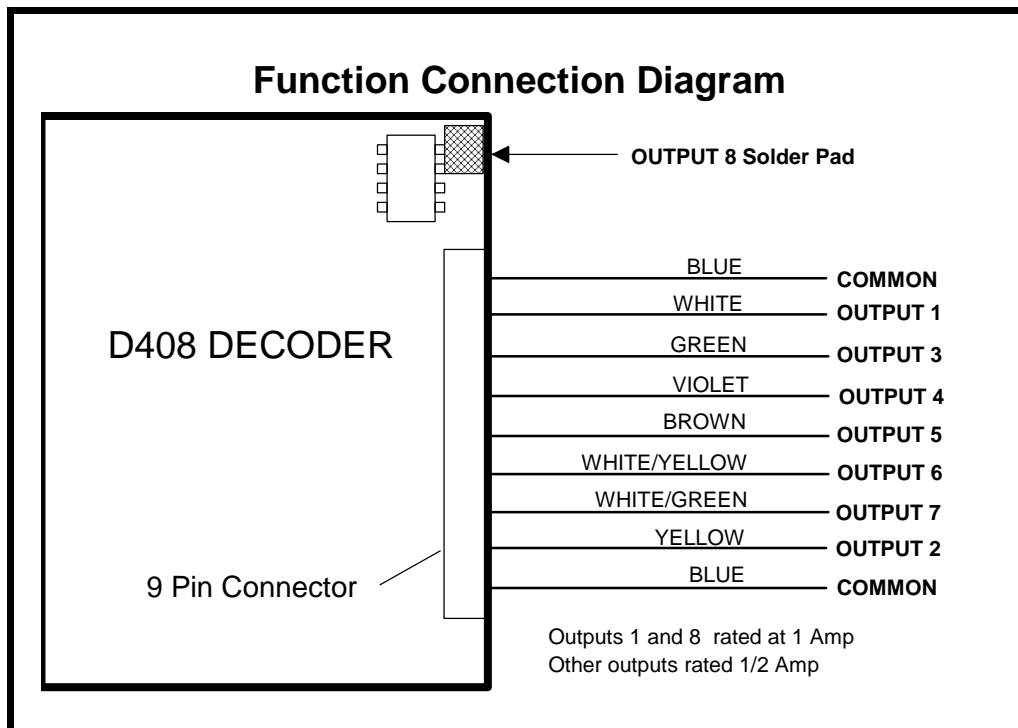 Function Connection Diagram
OUTPUT 8 Solder Pad
BLUE COMMON
WHITE OUTPUT 1
D408 DECODER
GREEN OUTPUT 3
VIOLET OUTPUT 4
BROWN OUTPUT 5
WHITE/YELLOW OUTPUT 6
WHITE/GREEN OUTPUT 7
YELLOW OUTPUT 2
9 Pin Connector
BLUE COMMON
Outputs 1 and 8 rated at 1 Amp
Other outputs rated 1/2 Amp